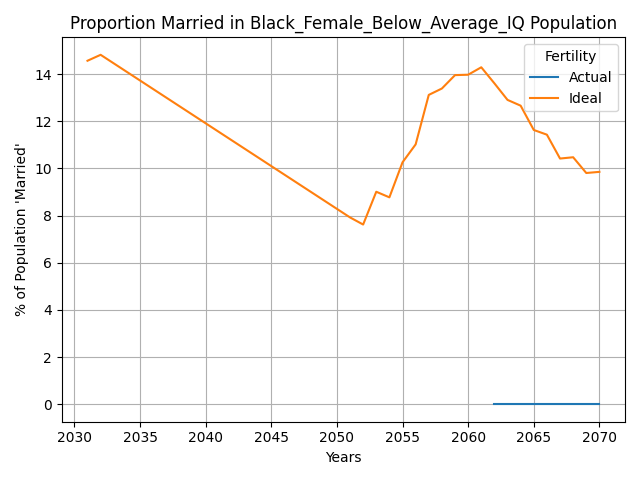 Proportion Married in Black_Female_Below_Average_IQ Population
Fertility
Actual
Ideal
% of Population 'Married'
14
12
10
8
6
4
2
0
2030 2035 2040 2045 2050 2055 2060 2065 2070
Years